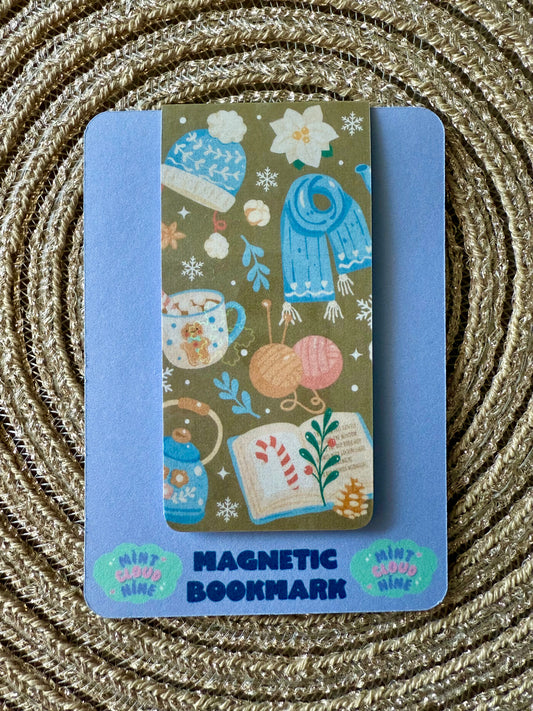 MINT
CLOUD
NINE
MAGNETIC
BOOKMARK
MINT
CLOUD
NINE